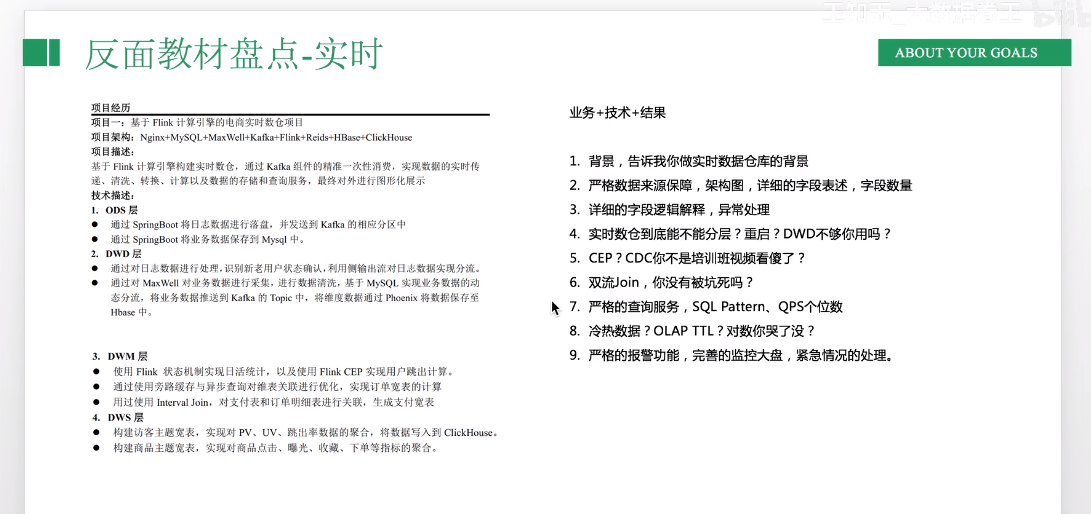 王知无_大数据卷王
反面教材盘点-实时
ABOUT YOUR GOALS
项目经历
项目一：基于 Flink 计算引擎的电商实时数仓项目
项目架构：Nginx+MySQL+MaxWell+Kafka+Flink+Reids+HBase+ClickHouse
项目描述：
基于 Flink 计算引擎构建实时数仓，通过 Kafka 组件的精准一次性消费，实现数据的实时传
递、清洗、转换、计算以及数据的存储和查询服务，最终对外进行图形化展示
技术描述：
1. ODS 层
● 通过 SpringBoot 将日志数据进行落盘，并发送到 Kafka 的相应分区中
● 通过 SpringBoot 将业务数据保存到 Mysql 中。
2. DWD 层
● 通过对日志数据进行处理，识别新老用户状态确认，利用侧输出流对日志数据实现分流。
● 通过对 MaxWell 对业务数据进行采集，进行数据清洗，基于 MySQL 实现业务数据的动
态分流，将业务数据推送到 Kafka 的 Topic 中，将维度数据通过 Phoenix 将数据保存至
Hbase 中。
3. DWM 层
● 使用 Flink 状态机制实现日活统计，以及使用 Flink CEP 实现用户跳出计算。
● 通过使用旁路缓存与异步查询对维表关联进行优化，实现订单宽表的计算
● 用过使用 Interval Join，对支付表和订单明细表进行关联，生成支付宽表
4. DWS 层
● 构建访客主题宽表，实现对 PV、UV、跳出率数据的聚合，将数据写入到 ClickHouse。
● 构建商品主题宽表，实现对商品点击、曝光、收藏、下单等指标的聚合。
业务+技术+结果
1. 背景，告诉我你做实时数据仓库的背景
2. 严格数据来源保障，架构图，详细的字段表述，字段数量
3. 详细的字段逻辑解释，异常处理
4. 实时数仓到底能不能分层？重启？DWD不够你用吗？
5. CEP？CDC你不是培训班视频看傻了？
6. 双流Join，你没有被坑死吗？
7. 严格的查询服务，SQL Pattern、QPS个位数
8. 冷热数据？OLAP TTL？对数你哭了没？
9. 严格的报警功能，完善的监控大盘，紧急情况的处理。